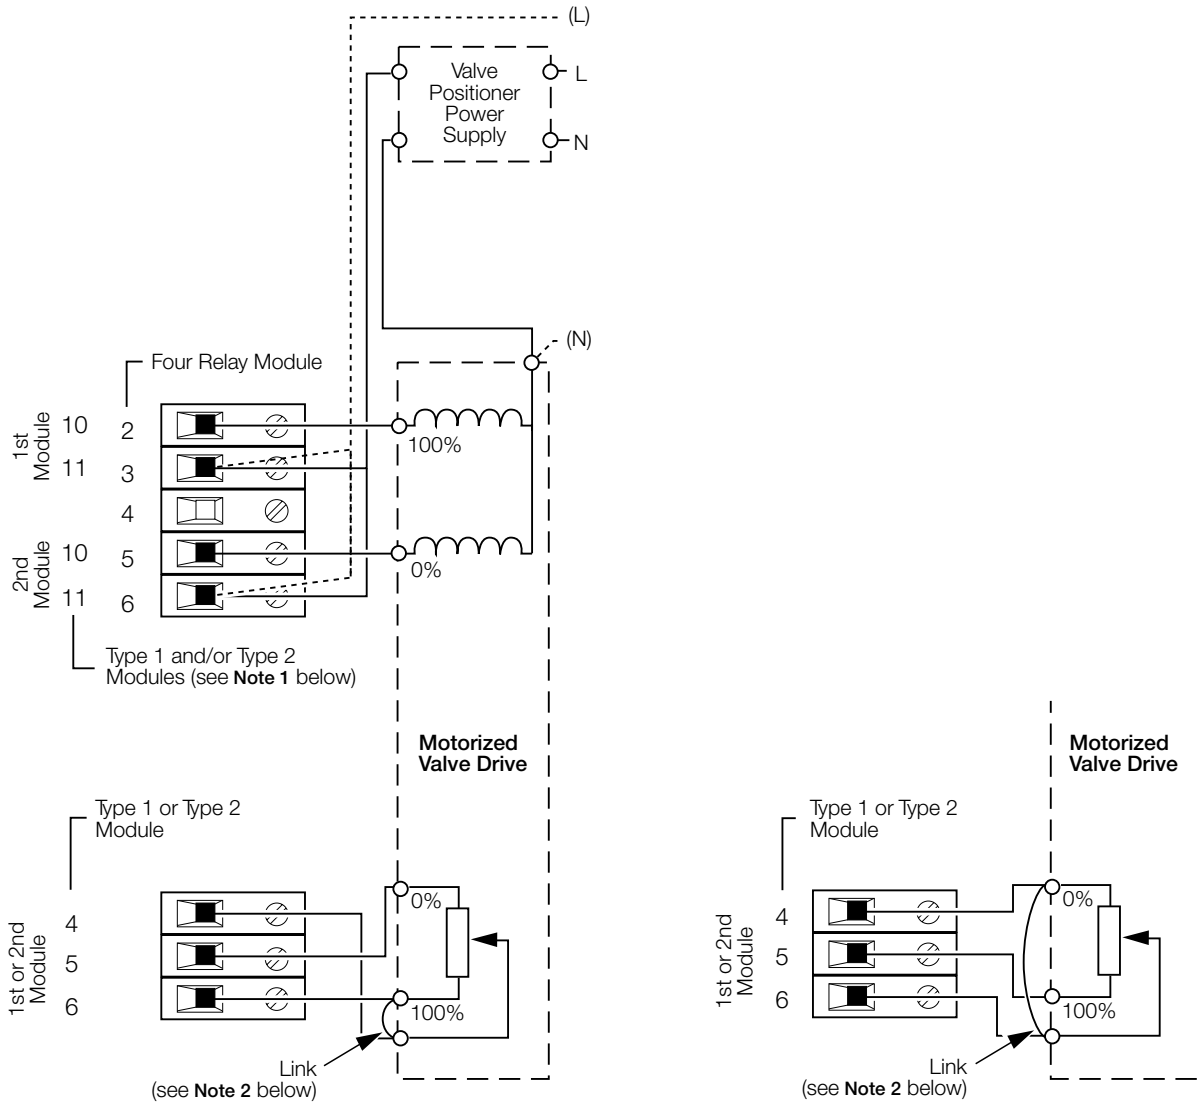 (L)
Valve
Positioner
Power
Supply
L
N
(N)
Four Relay Module
1st
Module
10 2
11 3
4
2nd
Module
10 5
11 6
100%
0%
Type 1 and/or Type 2
Modules (see Note 1 below)
Motorized
Valve Drive
Type 1 or Type 2
Module
1st or 2nd
Module
4
5
6
0%
100%
Link
(see Note 2 below)
Motorized
Valve Drive
Type 1 or Type 2
Module
1st or 2nd
Module
4
5
6
0%
100%
Link
(see Note 2 below)